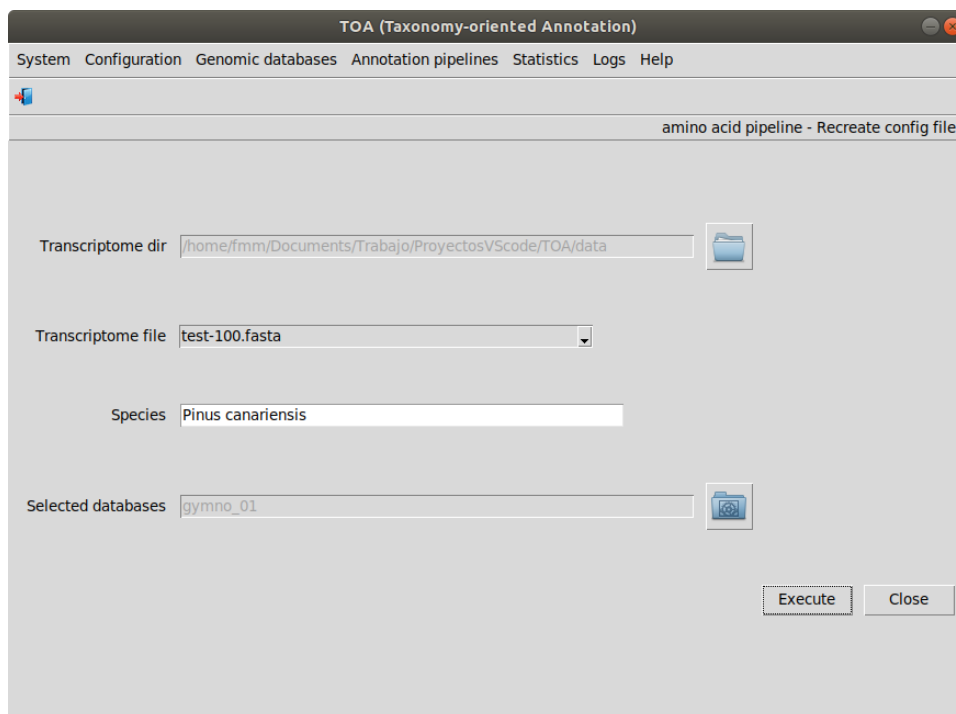 TOA (Taxonomy-oriented Annotation)
System Configuration Genomic databases Annotation pipelines Statistics Logs Help
amino acid pipeline - Recreate config file
Transcriptome dir /home/fmm/Documents/Trabajo/ProyectosVScode/TOA/data
Transcriptome file test-100.fasta
Species Pinus canariensis
Selected databases gymno_01
Execute Close